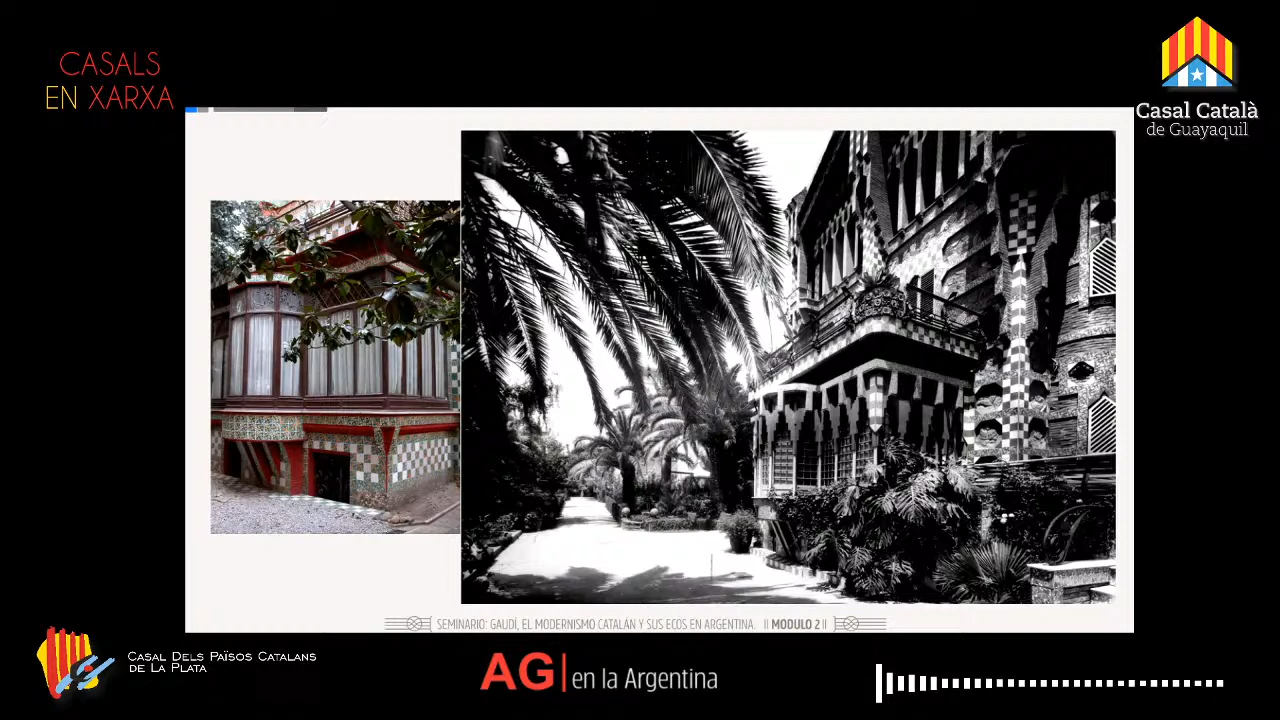 CASALS
EN XARXA
Casal Català
de Guayaquil
SEMINARIO: GAUDÍ, EL MODERNISMO CATALÁN Y SUS ECOS EN ARGENTINA. || MODULO 2 ||
CASAL DELS PAÏSOS CATALANS
DE LA PLATA
AG| en la Argentina